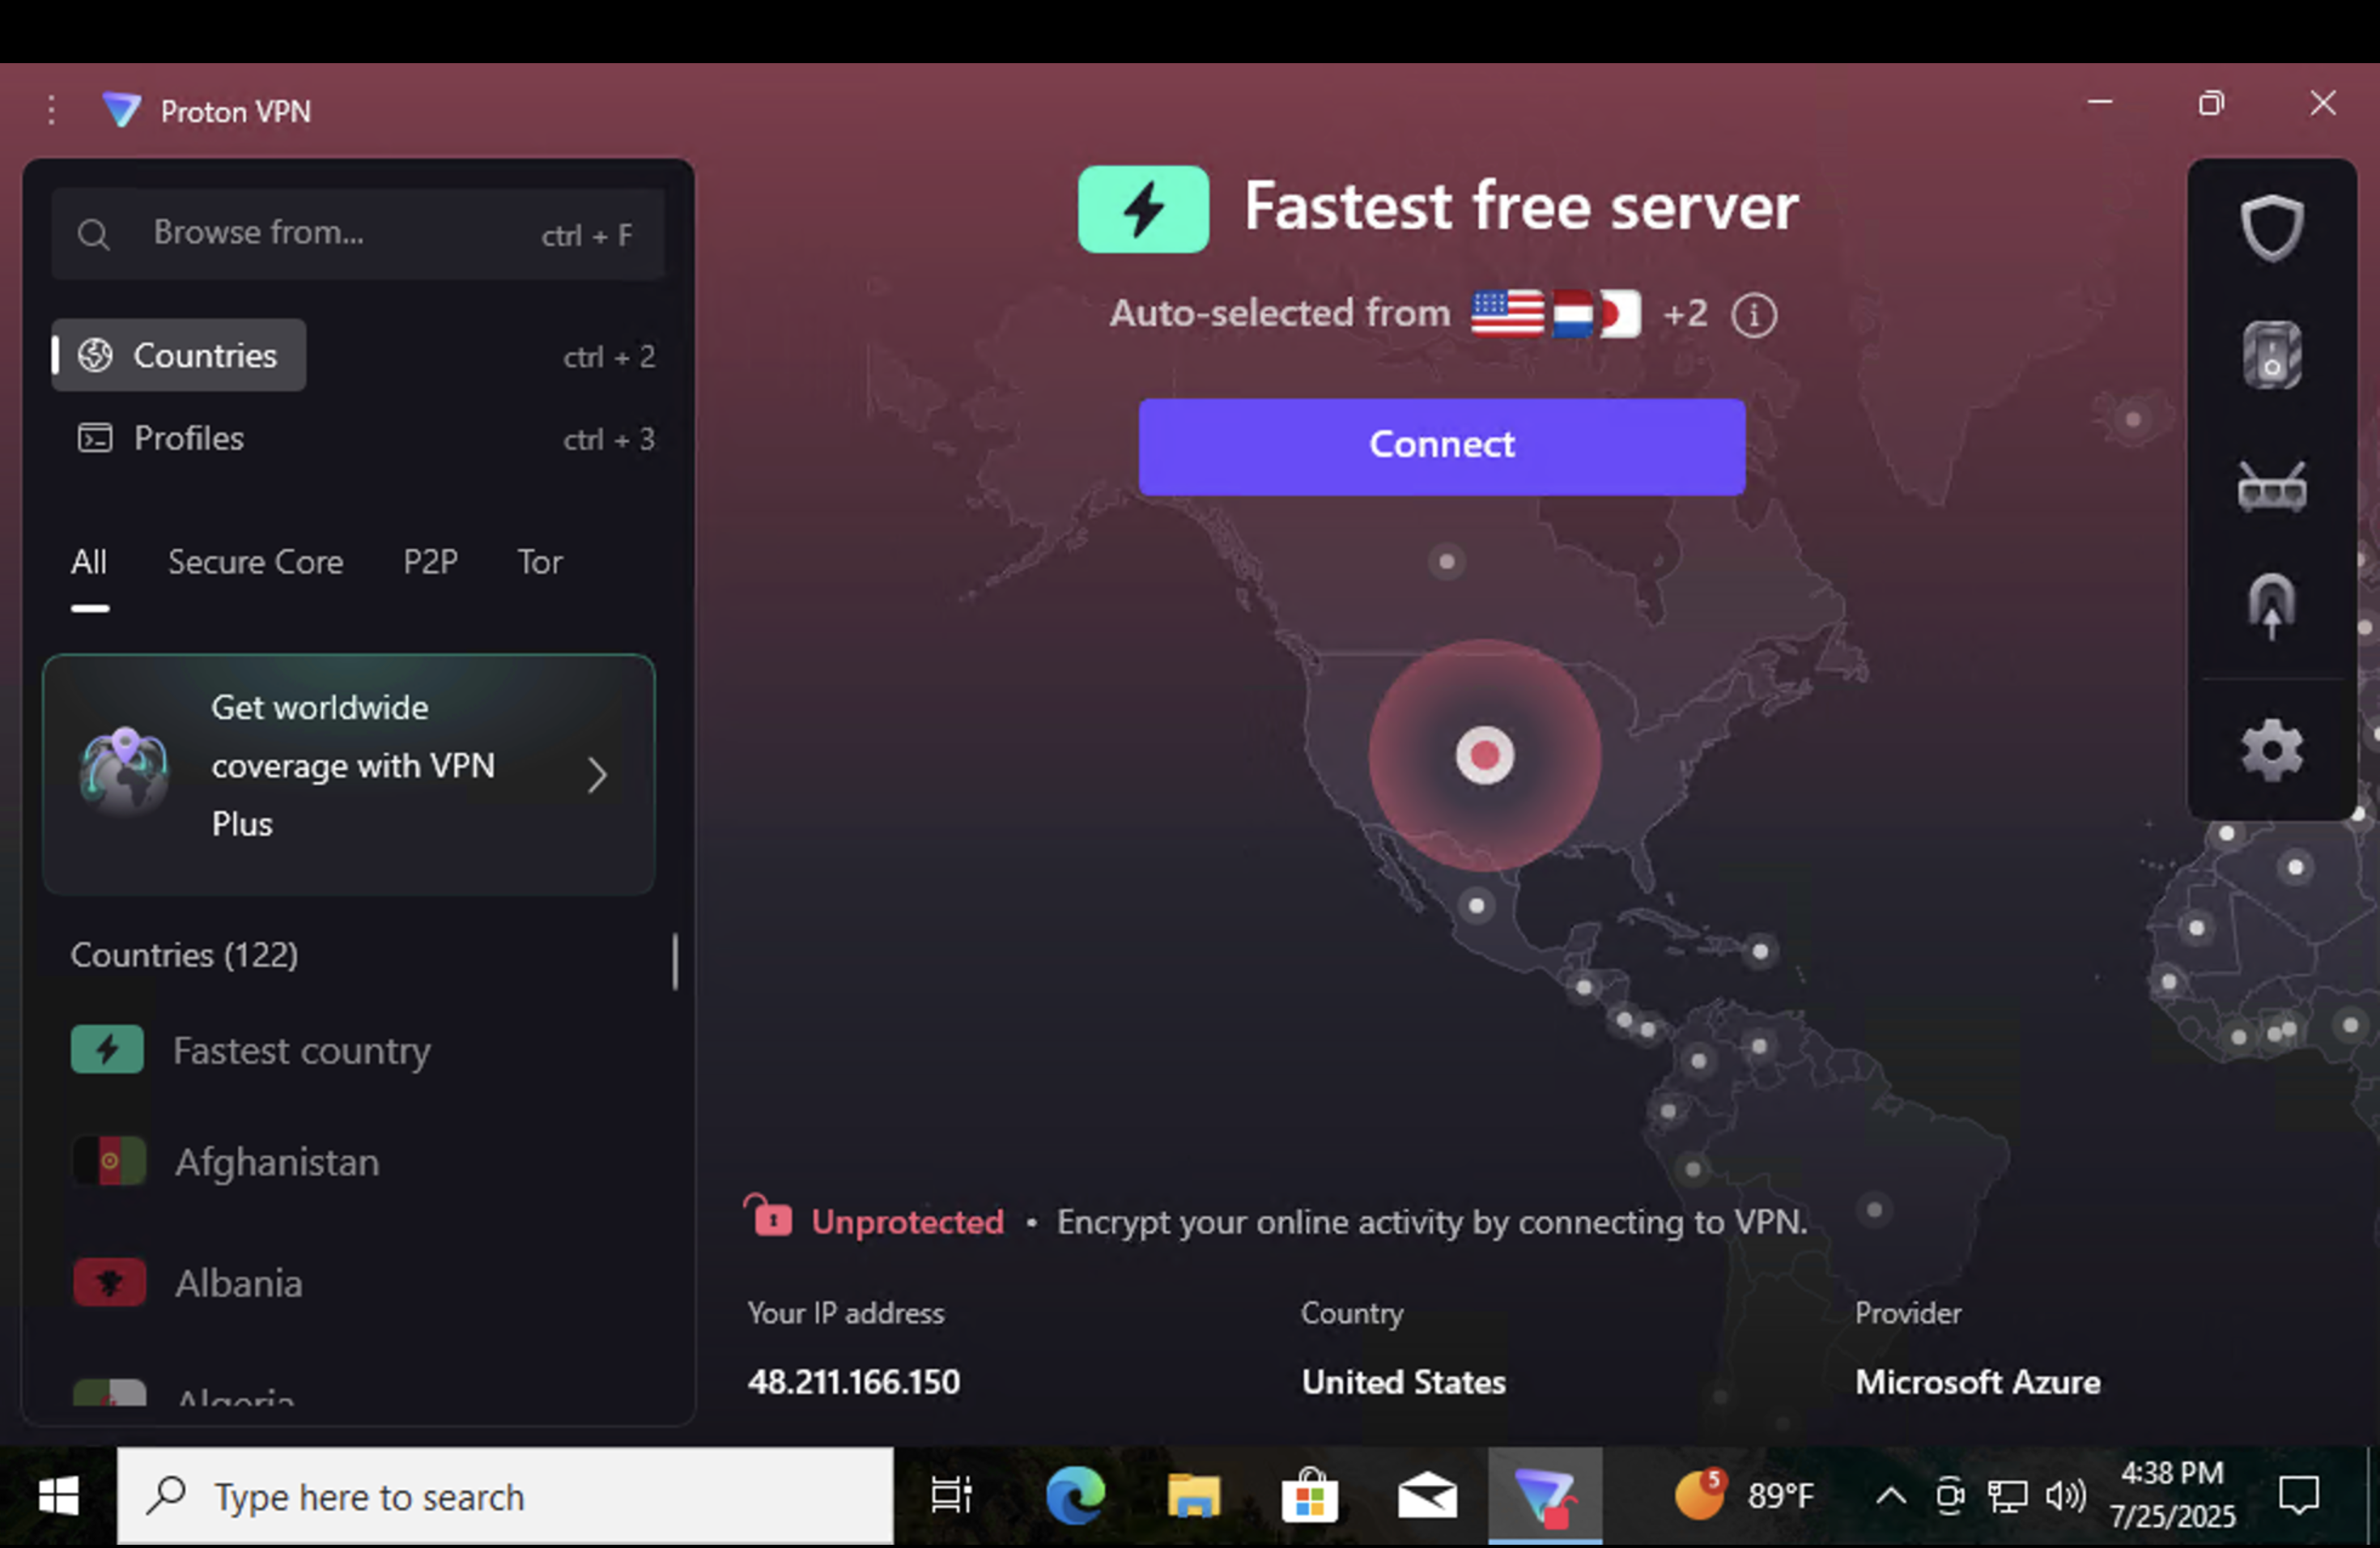 Proton VPN
Browse from...
ctrl + F
Countries
ctrl + 2
Profiles
ctrl + 3
All
Secure Core
P2P
Tor
Get worldwide
coverage with VPN
Plus
Countries (122)
Fastest country
Afghanistan
Albania
Algeria
Fastest free server
Auto-selected from
+2
Connect
Unprotected • Encrypt your online activity by connecting to VPN.
Your IP address
Country
Provider
48.211.166.150
United States
Microsoft Azure
Type here to search
5
89°F
4:38 PM
7/25/2025